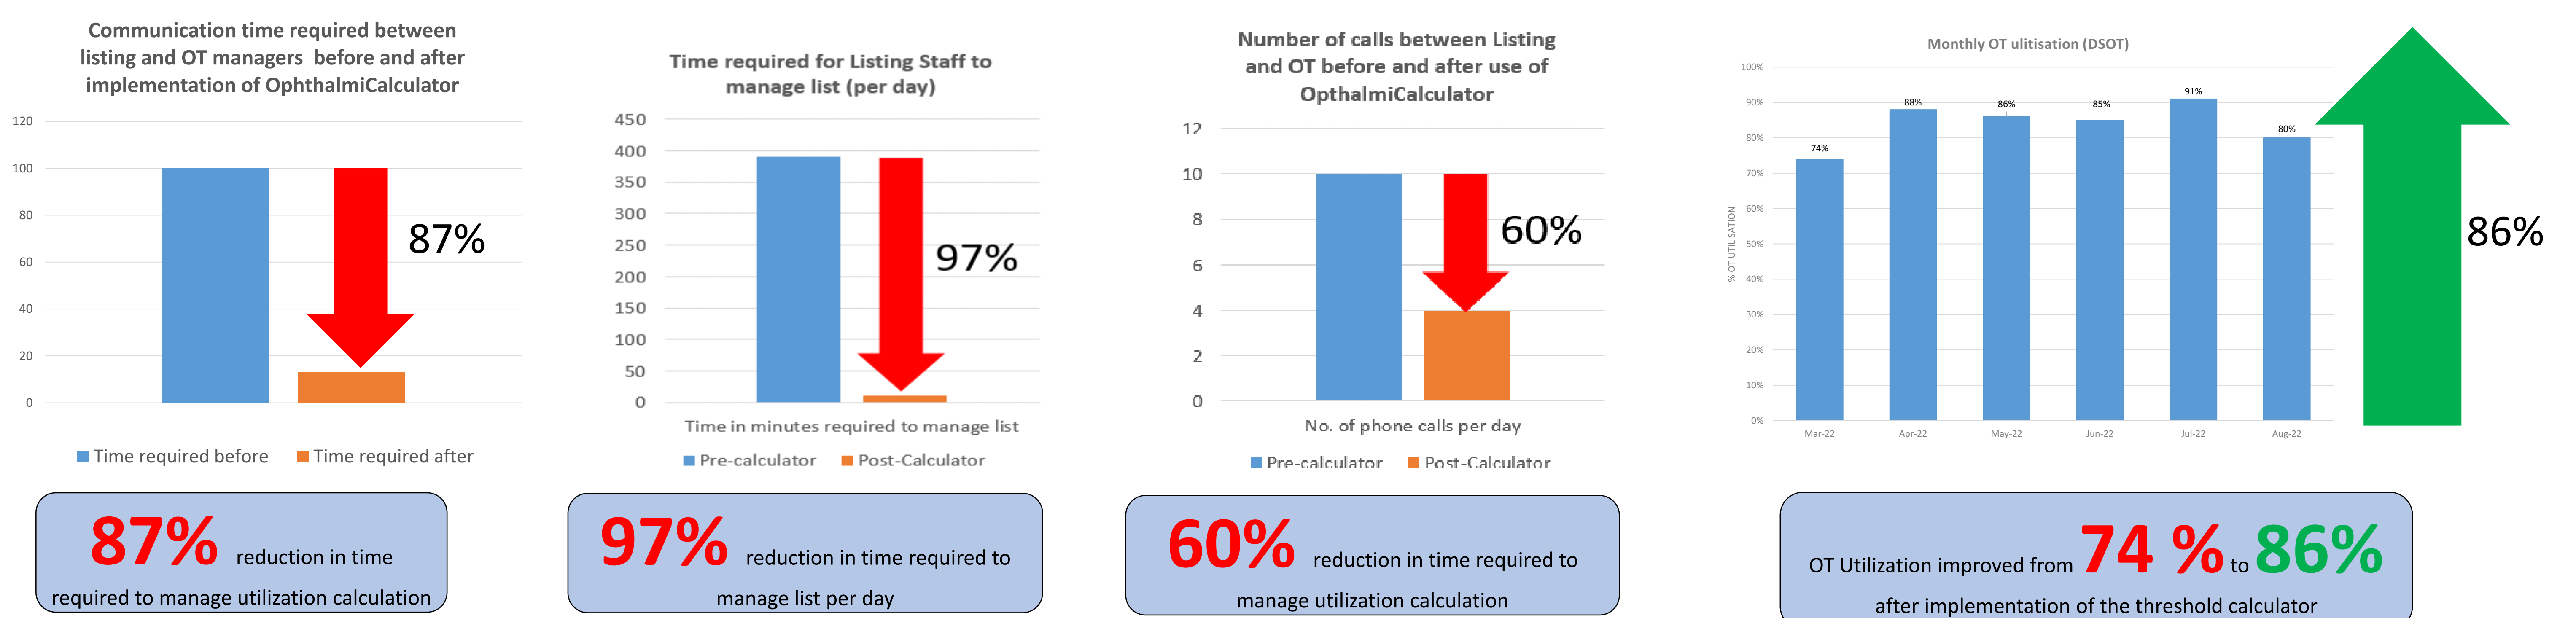 Communication time required between
listing and OT managers before and after
implementation of OphthalmiCalculator
120
100
80
60
40
20
0
87%
Time required before
Time required after
87% reduction in time
required to manage utilization calculation
Time required for Listing Staff to
manage list (per day)
450
400
350
300
250
200
150
100
50
0
97%
Time in minutes required to manage list
Pre-calculator
Post-Calculator
97% reduction in time required to
manage list per day
Number of calls between Listing
and OT before and after use of
OpthalmiCalculator
12
10
8
6
4
2
0
60%
No. of phone calls per day
Pre-calculator
Post-Calculator
60% reduction in time required to
manage utilization calculation
Monthly OT ulitisation (DSOT)
% OT UTILISATION
100%
90%
80%
70%
60%
50%
40%
30%
20%
10%
0%
74%
88%
86%
85%
91%
80%
Mar-22
Apr-22
May-22
Jun-22
Jul-22
Aug-22
86%
OT Utilization improved from 74 % to 86%
after implementation of the threshold calculator